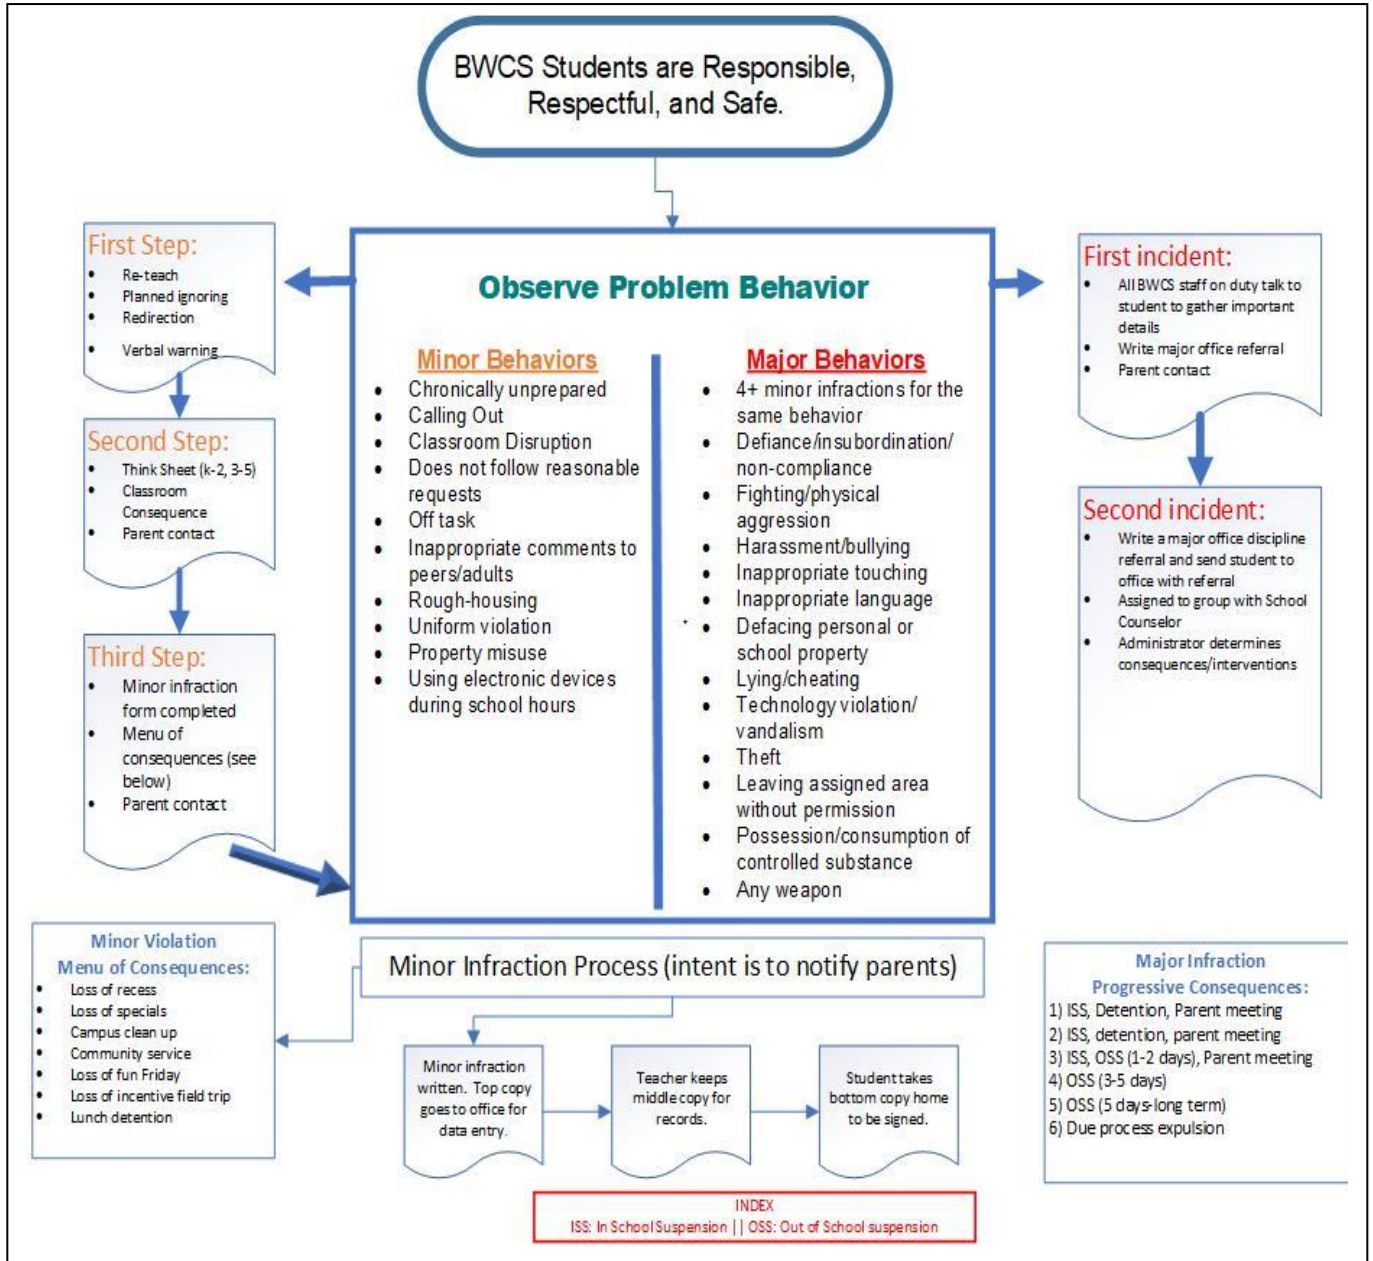 BWCS Students are Responsible,
Respectful, and Safe.
First Step:
• Re-teach
• Planned ignoring
• Redirection
• Verbal warning
Second Step:
• Think Sheet (k-2, 3-5)
• Classroom
Consequence
• Parent contact
Third Step:
• Minor infraction
form completed
• Menu of
consequences (see
below)
• Parent contact
Observe Problem Behavior
Minor Behaviors
• Chronically unprepared
• Calling Out
• Classroom Disruption
• Does not follow reasonable
requests
• Off task
• Inappropriate comments to
peers/adults
• Rough-housing
• Uniform violation
• Property misuse
• Using electronic devices
during school hours
Major Behaviors
• 4+ minor infractions for the
same behavior
• Defiance/insubordination/
non-compliance
• Fighting/physical
aggression
• Harassment/bullying
• Inappropriate touching
• Inappropriate language
• Defacing personal or
school property
• Lying/cheating
• Technology violation/
vandalism
• Theft
• Leaving assigned area
without permission
• Possession/consumption of
controlled substance
• Any weapon
First incident:
• All BWCS staff on duty talk to
student to gather important
details
• Write major office referral
• Parent contact
Second incident:
• Write a major office discipline
referral and send student to
office with referral
• Assigned to group with School
Counselor
• Administrator determines
consequences/interventions
Minor Violation
Menu of Consequences:
• Loss of recess
• Loss of specials
• Campus clean up
• Community service
• Loss of fun Friday
• Loss of incentive field trip
• Lunch detention
Minor Infraction Process (intent is to notify parents)
Minor infraction
written. Top copy
goes to office for
data entry.
Teacher keeps
middle copy for
records.
Student takes
bottom copy home
to be signed.
Major Infraction
Progressive Consequences:
1) ISS, Detention, Parent meeting
2) ISS, detention, parent meeting
3) ISS, OSS (1-2 days), Parent meeting
4) OSS (3-5 days)
5) OSS (5 days-long term)
6) Due process expulsion
INDEX
ISS: In School Suspension || OSS: Out of School suspension